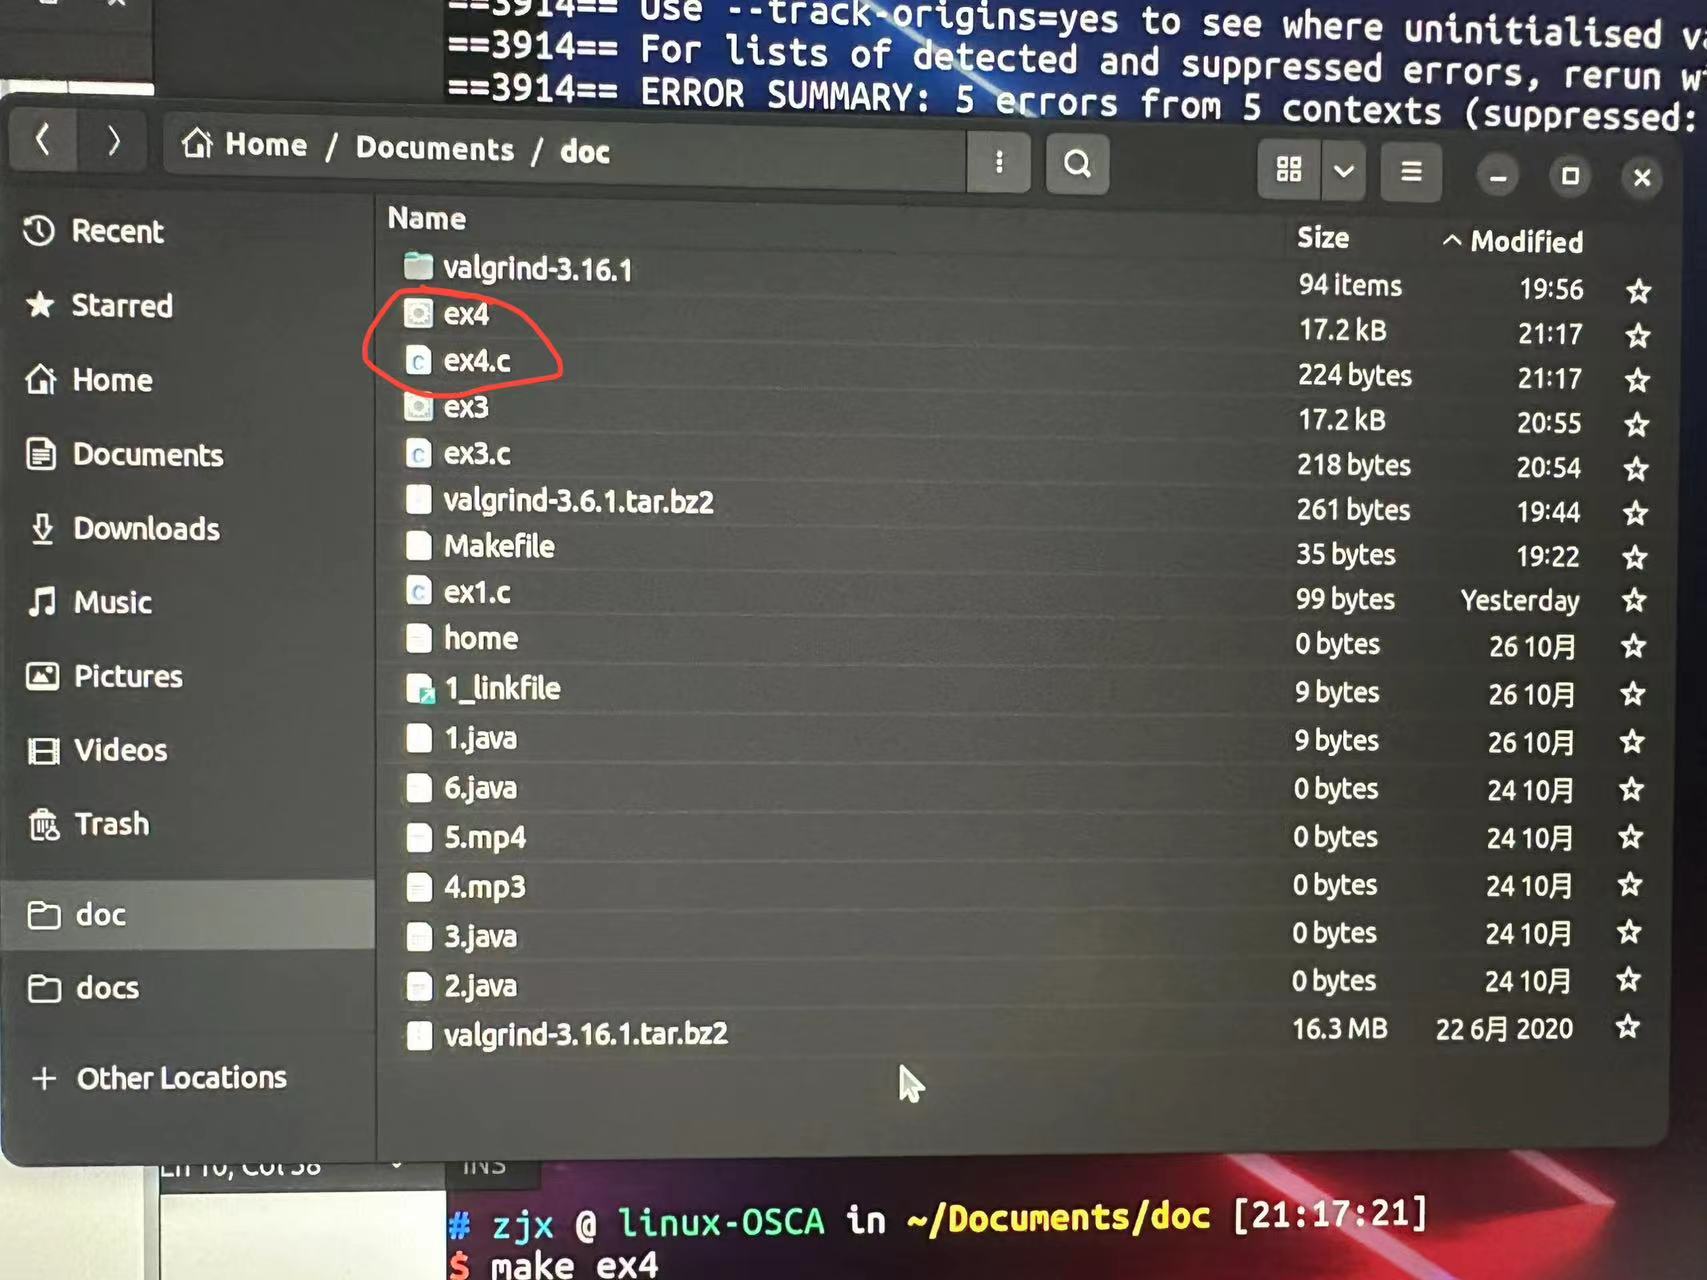 ==3914== Use --track-origins=yes to see where uninitialised va
==3914== For lists of detected and suppressed errors, rerun w
==3914== ERROR SUMMARY: 5 errors from 5 contexts (suppressed:
Home / Documents / doc
Name Size Modified
Recent
Starred
Home
Documents
Downloads
Music
Pictures
Videos
Trash
doc
docs
+ Other Locations
valgrind-3.16.1 94 items 19:56
ex4 17.2 kB 21:17
ex4.c 224 bytes 21:17
ex3 17.2 kB 20:55
ex3.c 218 bytes 20:54
valgrind-3.6.1.tar.bz2 261 bytes 19:44
Makefile 35 bytes 19:22
ex1.c 99 bytes Yesterday
home 0 bytes 26 10月
1_linkfile 9 bytes 26 10月
1.java 9 bytes 26 10月
6.java 0 bytes 24 10月
5.mp4 0 bytes 24 10月
4.mp3 0 bytes 24 10月
3.java 0 bytes 24 10月
2.java 0 bytes 24 10月
valgrind-3.16.1.tar.bz2 16.3 MB 22 6月 2020
Ln 10, Col 38 INS
# zjx @ linux-OSCA in ~/Documents/doc [21:17:21]
$ make ex4